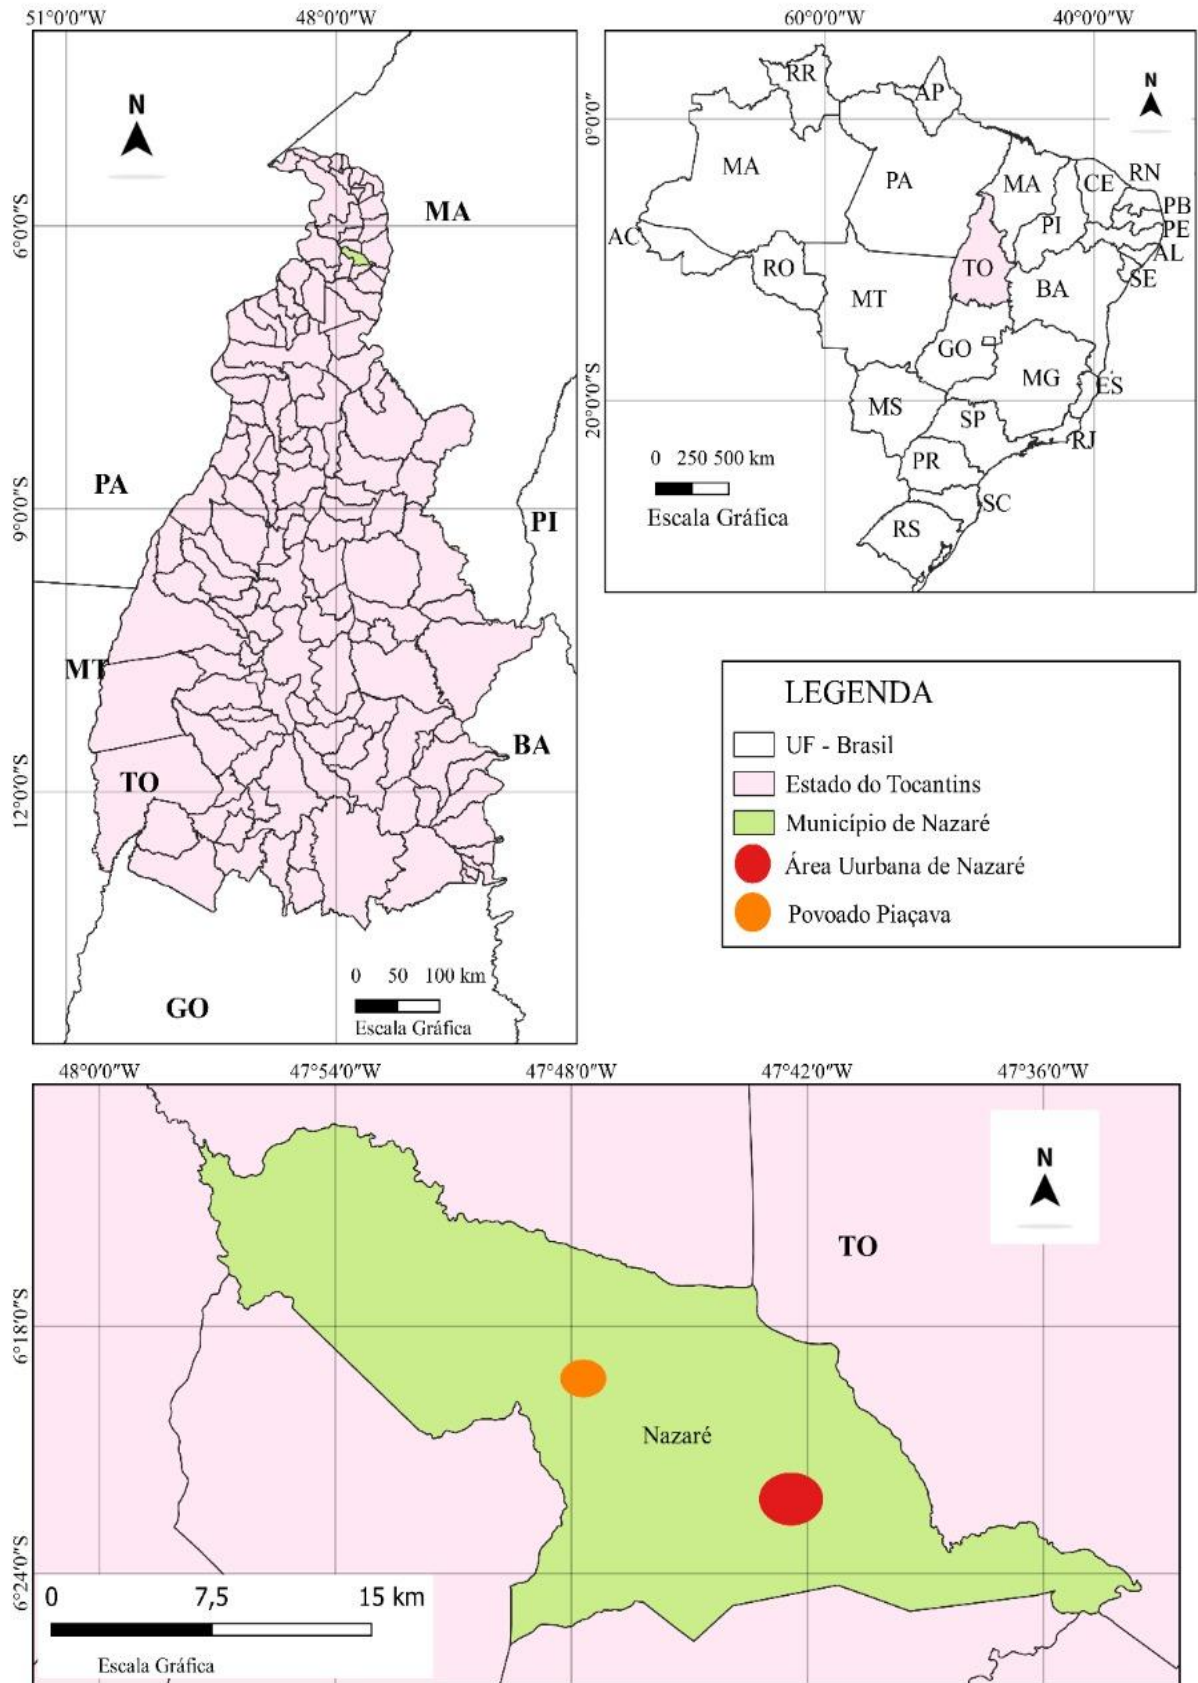 51°0'0"W 48°0'0"W
N
6°0'0"S
9°0'0"S
12°0'0"S
MA
PA
PI
MT
TO
BA
GO
0 50 100 km
Escala Gráfica
60°0'0"W 40°0'0"W
0°0'0"
20°0'0"S
N
RR
AP
MA
PA
MA
CE
RN
PB
PE
AL
SE
PI
AC
RO
TO
MT
BA
GO
MG
ES
MS
SP
RJ
PR
SC
RS
0 250 500 km
Escala Gráfica
LEGENDA
UF - Brasil
Estado do Tocantins
Município de Nazaré
Área Uurbana de Nazaré
Povoado Piaçava
48°0'0"W 47°54'0"W 47°48'0"W 47°42'0"W 47°36'0"W
6°18'0"S
6°24'0"S
N
TO
Nazaré
0 7,5 15 km
Escala Gráfica